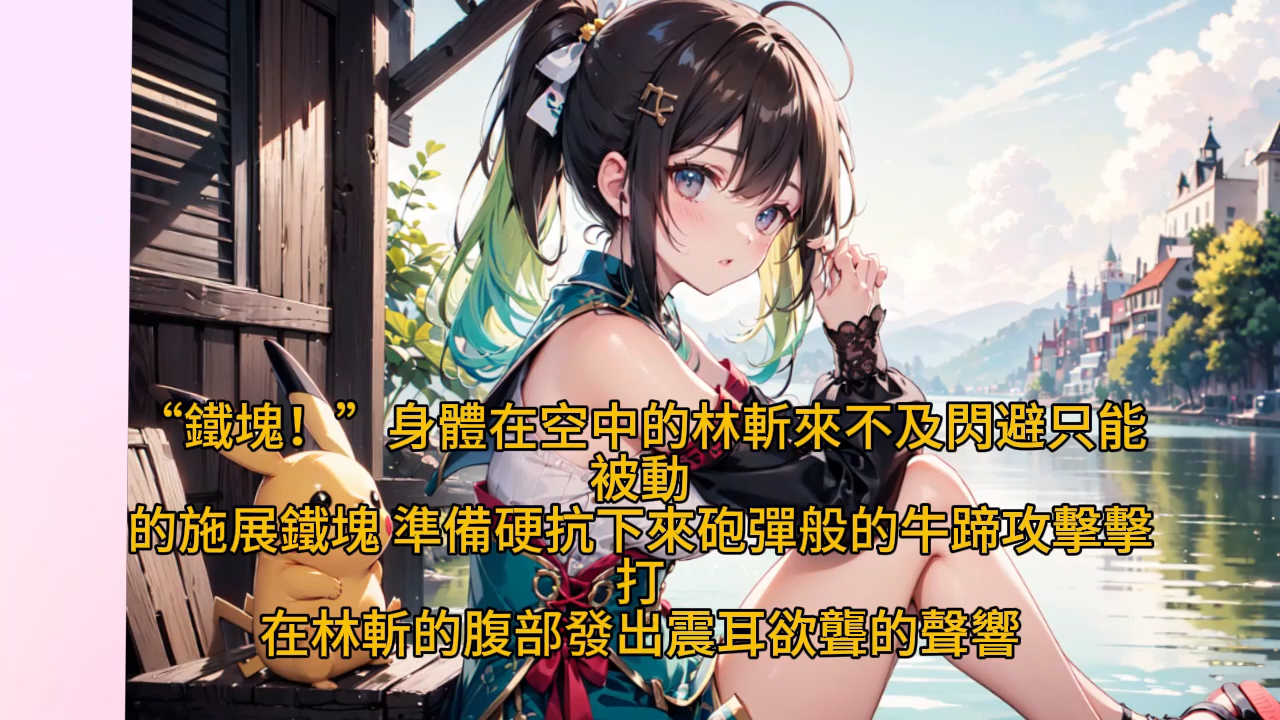 “鐵塊！” 身體在空中的林斬來不及閃避只能
被動
的施展鐵塊 準備硬抗下來砲彈般的牛蹄攻擊擊
打
在林斬的腹部發出震耳欲聾的聲響